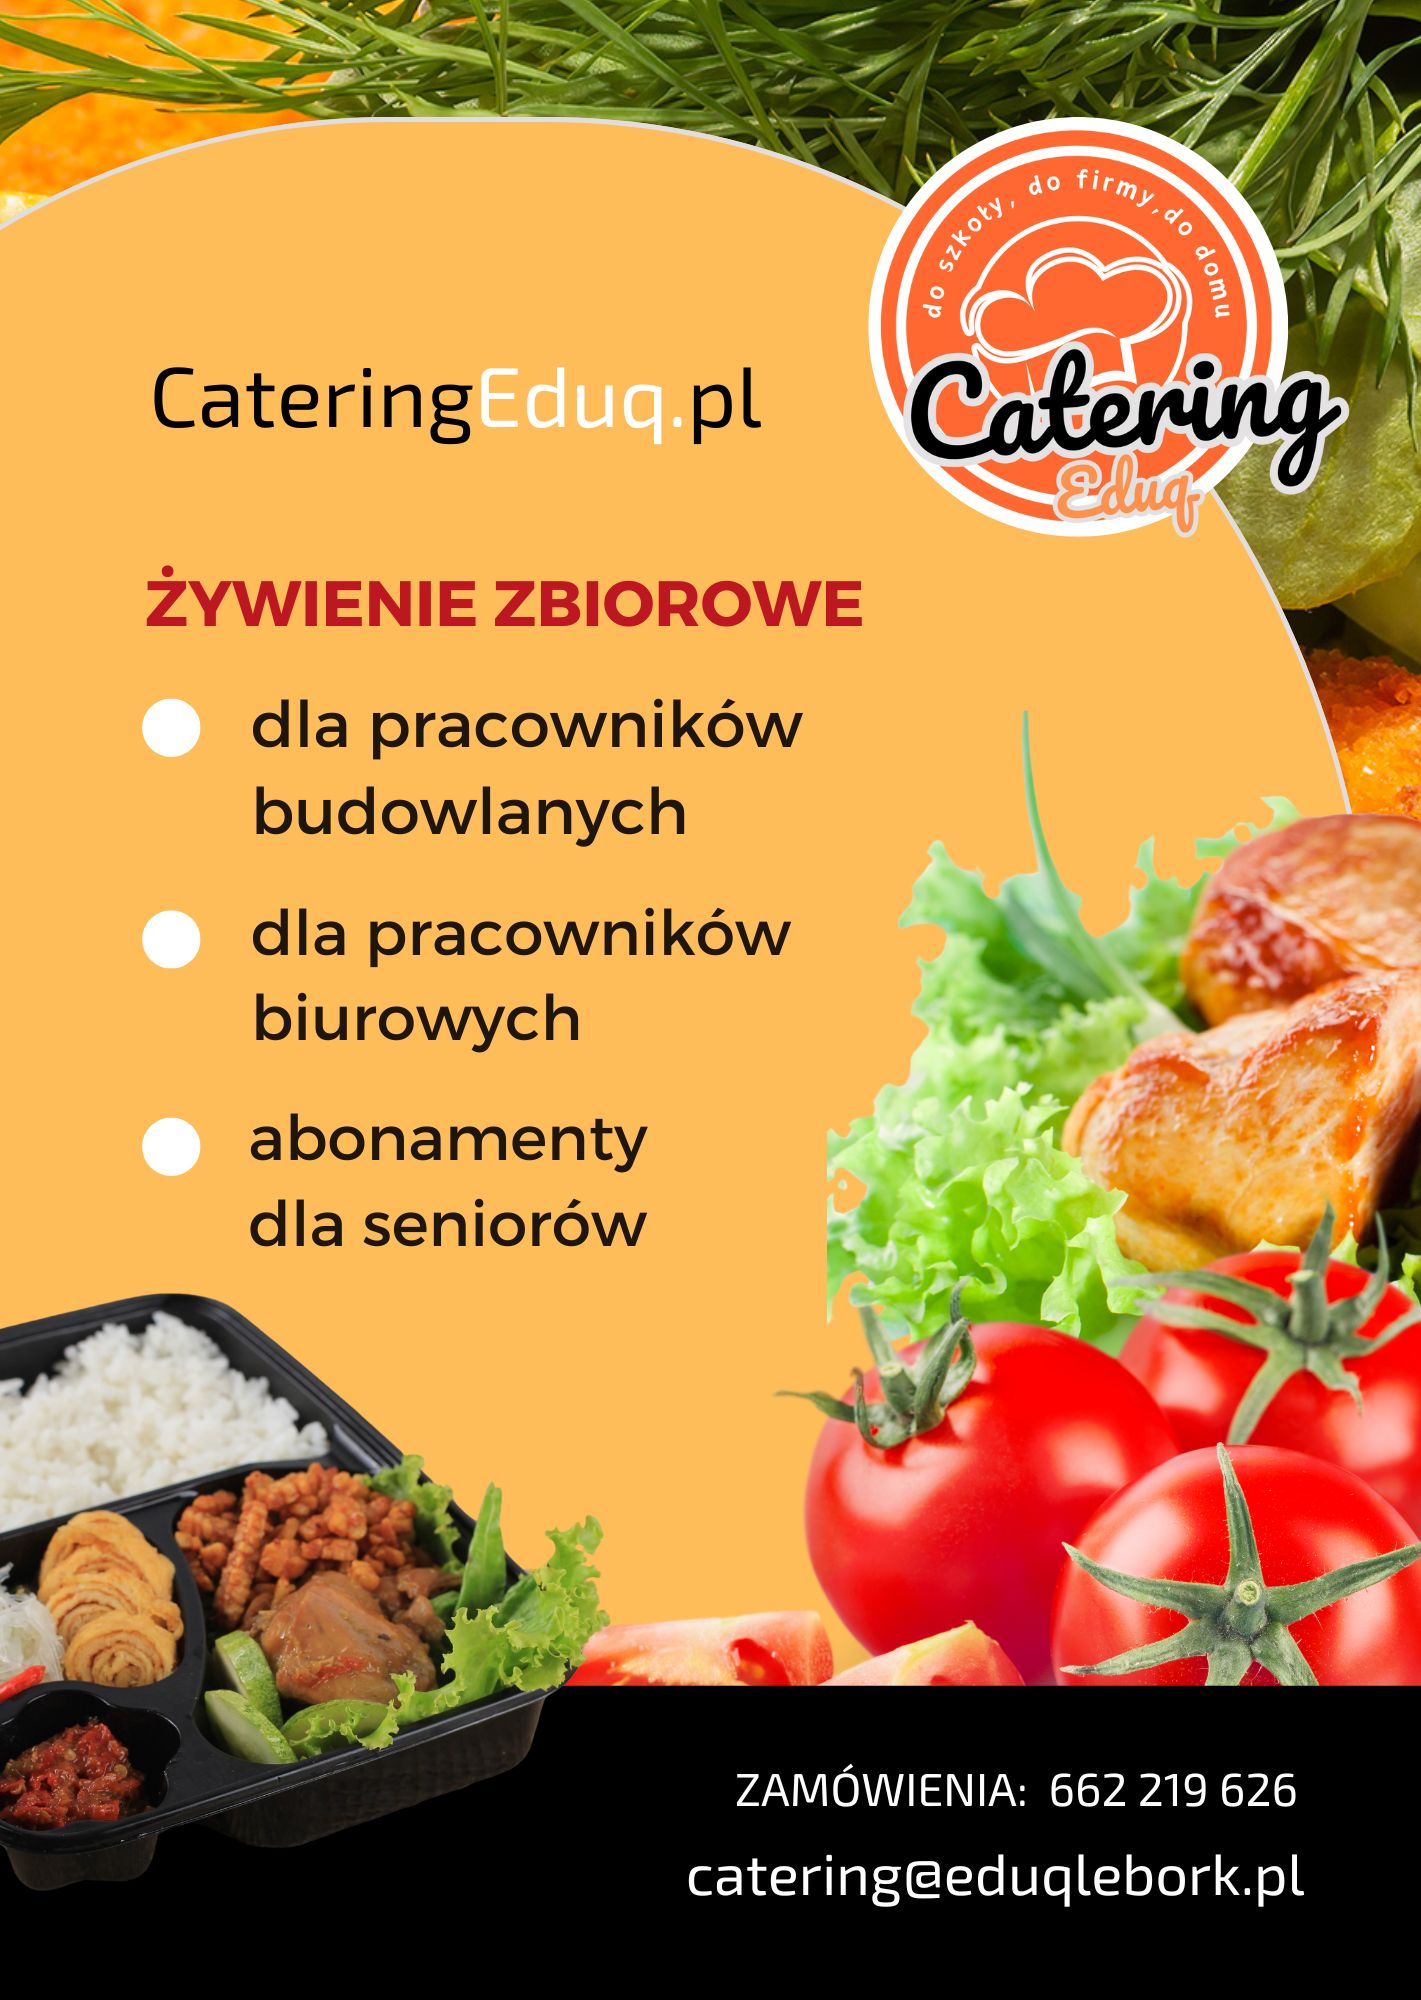 do szkoły, do firmy, do domu
Catering
Eduq
CateringEduq.pl
ŻYWIENIE ZBIOROWE
dla pracowników
budowlanych
dla pracowników
biurowych
abonamenty
dla seniorów
ZAMÓWIENIA: 662 219 626
catering@eduqlebork.pl